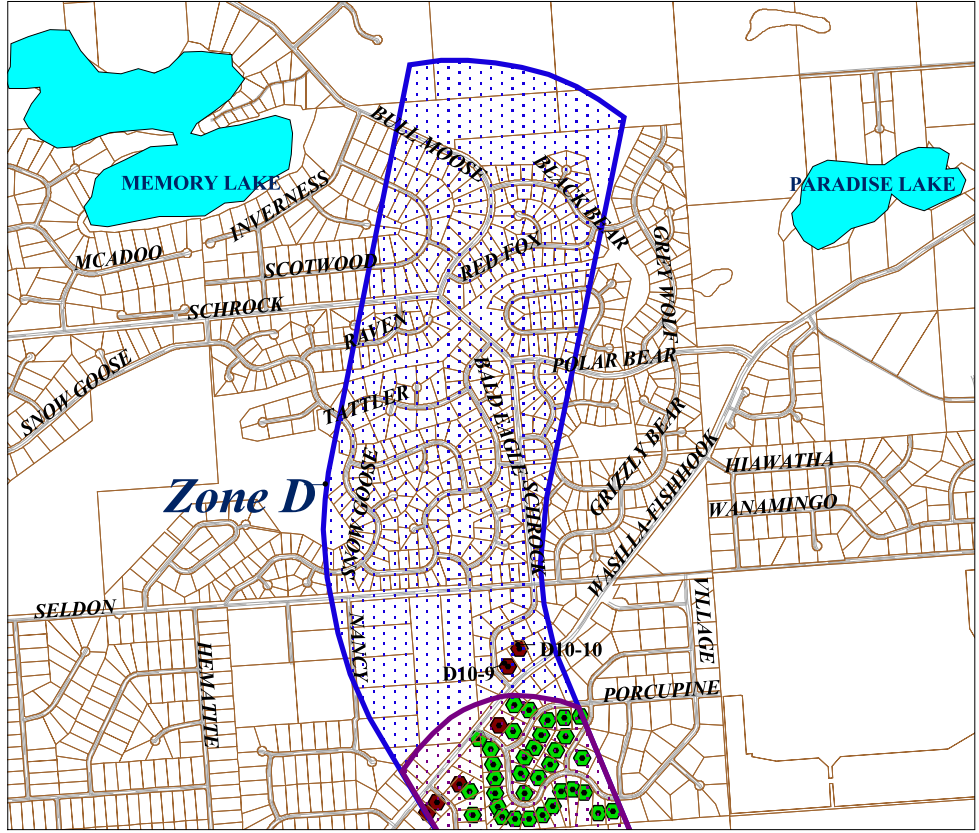 BULL MOOSE
BLACK BEAR
MEMORY LAKE
PARADISE LAKE
INVERNESS
MCADOO
SCOTWOOD
RED FOX
GREY WOLF
SCHROCK
RAVEN
SNOW GOOSE
POLAR BEAR
BALD EAGLE
TATTLER
GRIZZLY BEAR
HIAWATHA
WANAMINGO
Zone D
SNOW GOOSE
SCHROCK
WASILLA-FISHHOOK
SELDON
NANCY
VILLAGE
HEMATITE
D10-10
D10-9
PORCUPINE